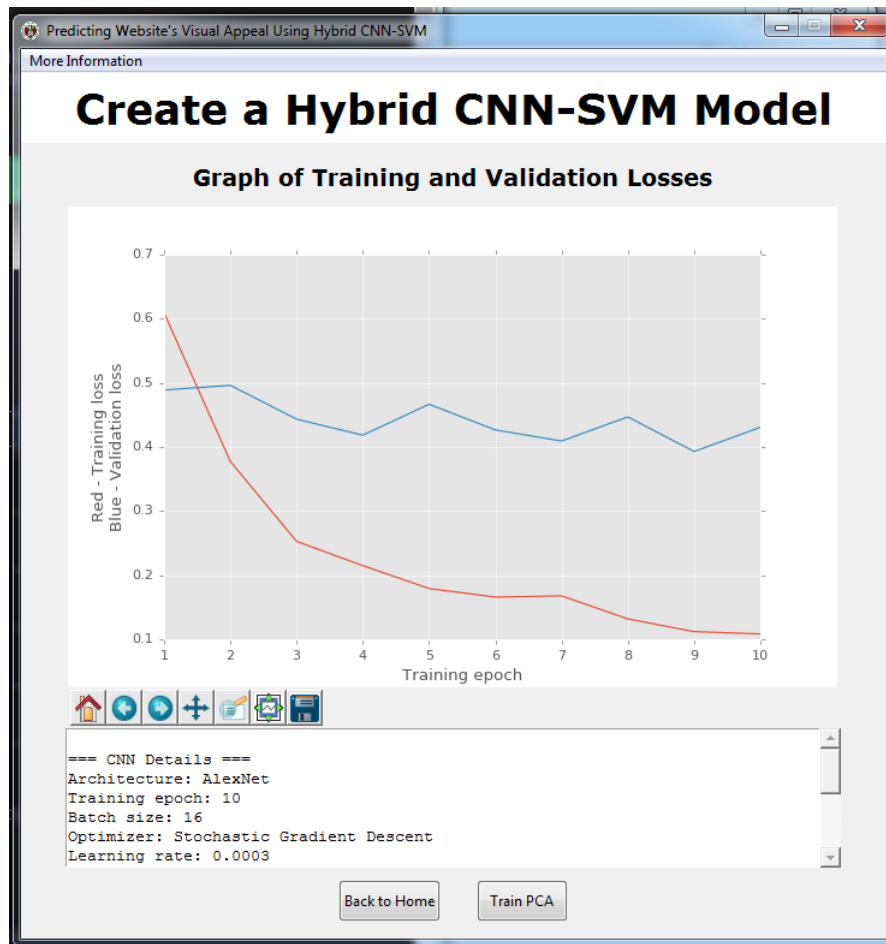 Predicting Website's Visual Appeal Using Hybrid CNN-SVM
More Information
Create a Hybrid CNN-SVM Model
Graph of Training and Validation Losses
0.7
0.6
0.5
0.4
0.3
0.2
0.1
Red - Training loss
Blue - Validation loss
1 2 3 4 5 6 7 8 9 10
Training epoch
=== CNN Details ===
Architecture: AlexNet
Training epoch: 10
Batch size: 16
Optimizer: Stochastic Gradient Descent
Learning rate: 0.0003
Back to Home Train PCA